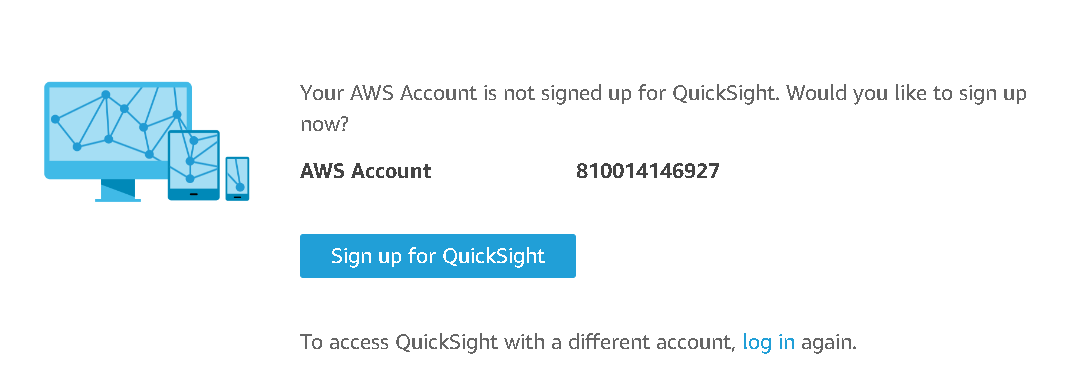 Your AWS Account is not signed up for QuickSight. Would you like to sign up
now?
AWS Account 810014146927
Sign up for QuickSight
To access QuickSight with a different account, log in again.